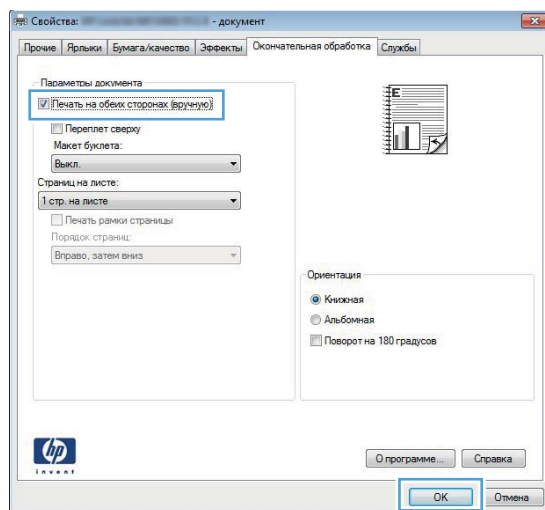 Свойства: - документ
Прочие Ярлыки Бумага/качество Эффекты Окончательная обработка Службы
Параметры документа
Печать на обеих сторонах (вручную)
Переплет сверху
Макет буклета:
Выкл.
Страниц на листе:
1 стр. на листе
Печать рамки страницы
Порядок страниц:
Вправо, затем вниз
Ориентация
Книжная
Альбомная
Поворот на 180 градусов
hp
invent
О программе... Справка
OK Отмена